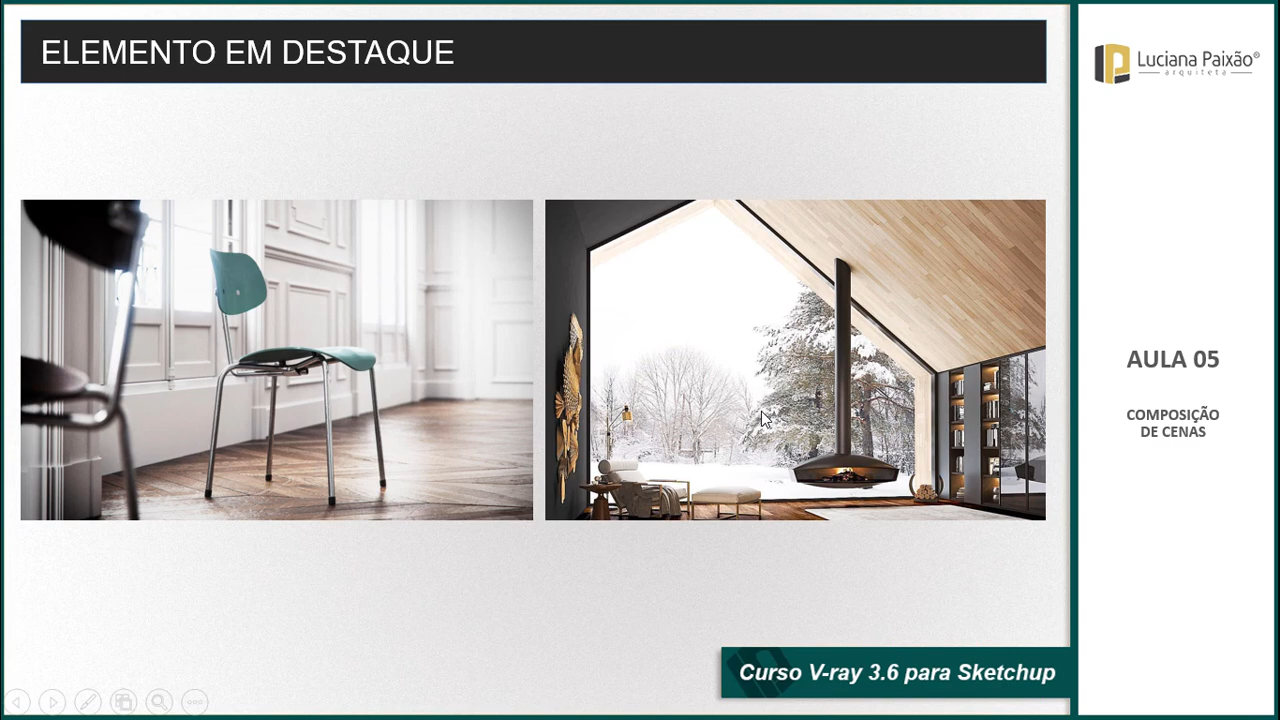 ELEMENTO EM DESTAQUE
Luciana Paixão®
arquiteta
AULA 05
COMPOSIÇÃO
DE CENAS
Curso V-ray 3.6 para Sketchup